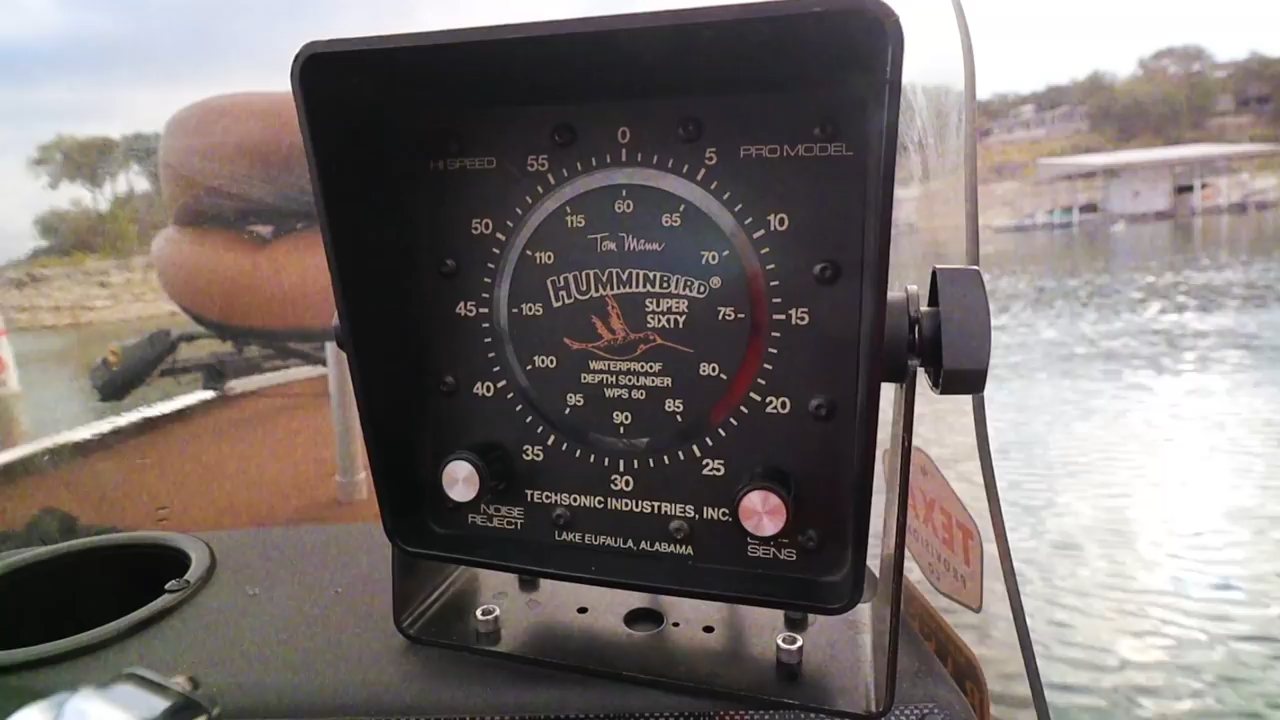 HI SPEED
PRO MODEL
0
5
10
15
20
25
30
35
40
45
50
55
60
65
70
75
80
85
90
95
100
105
110
115
Tom Mann
HUMMINBIRD®
SUPER
SIXTY
WATERPROOF
DEPTH SOUNDER
WPS 60
NOISE
REJECT
TECHSONIC INDUSTRIES, INC.
LAKE EUFAULA, ALABAMA
SENS